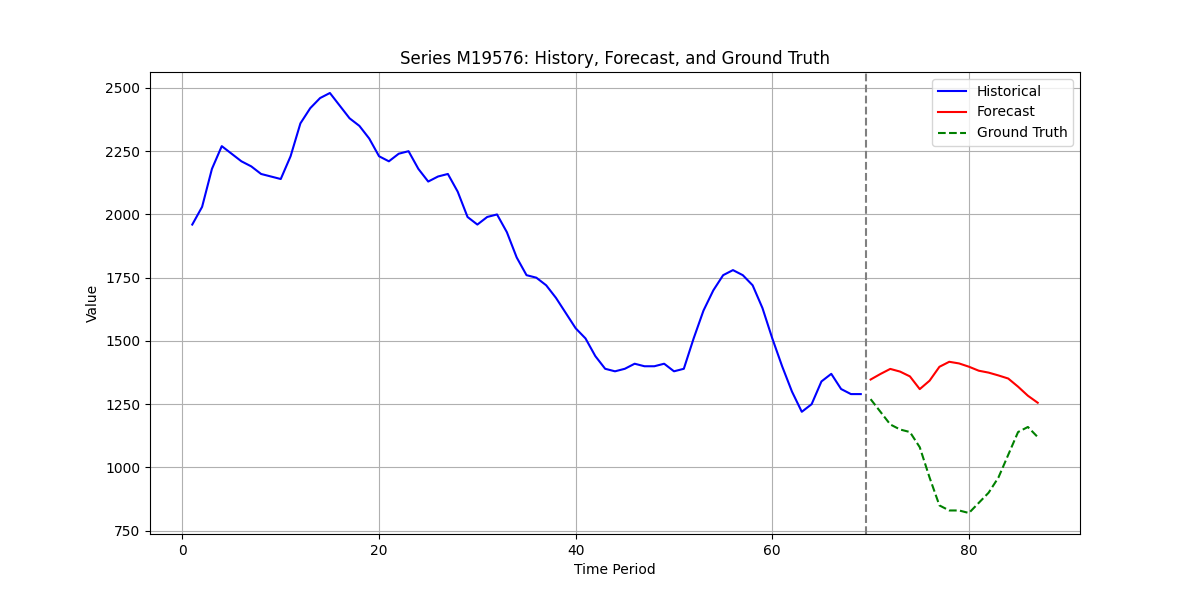 Series M19576: History, Forecast, and Ground Truth
Historical
Forecast
Ground Truth
2500
2250
2000
1750
1500
1250
1000
750
Value
0
20
40
60
80
Time Period